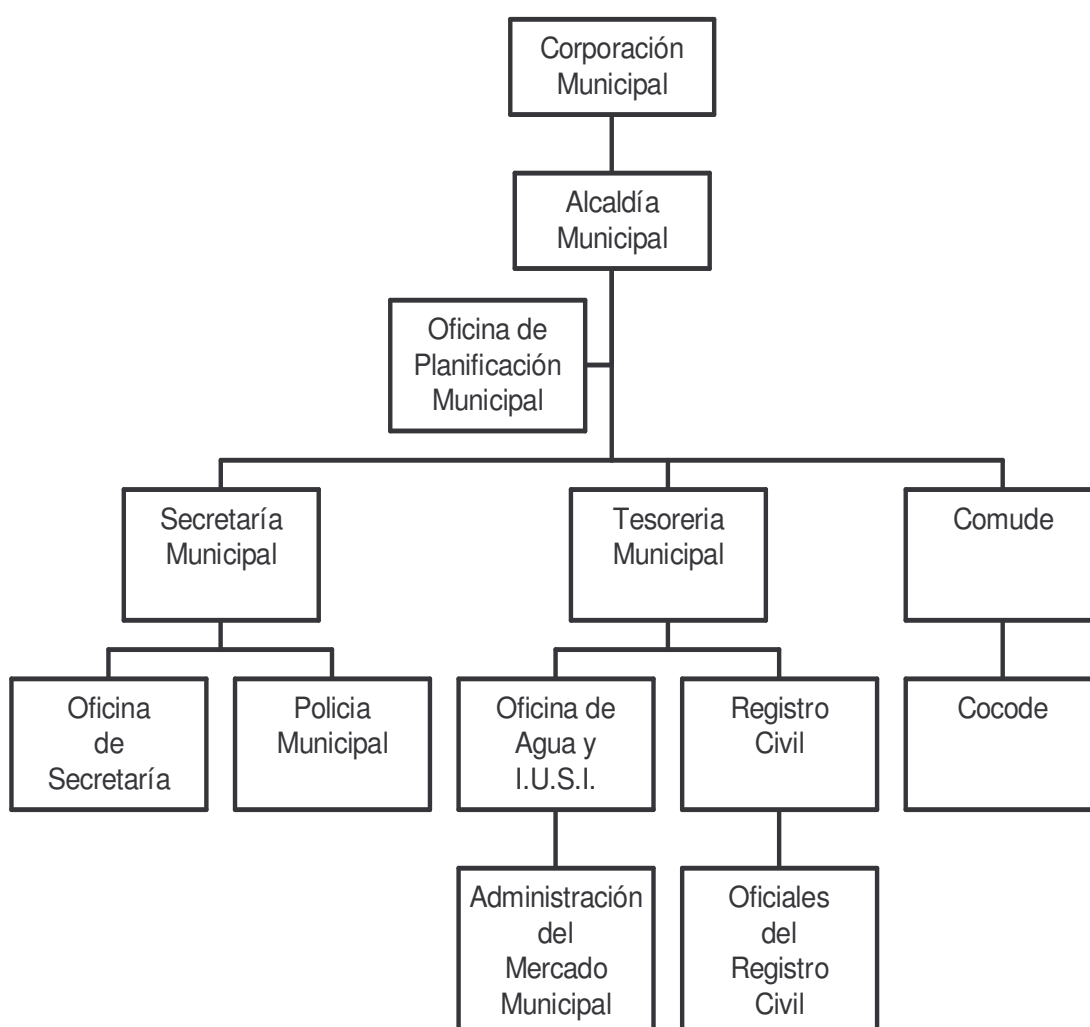 Corporación
Municipal
Alcaldía
Municipal
Oficina de
Planificación
Municipal
Secretaría
Municipal
Tesoreria
Municipal
Comude
Oficina
de
Secretaría
Policia
Municipal
Oficina de
Agua y
I.U.S.I.
Registro
Civil
Cocode
Administración
del
Mercado
Municipal
Oficiales
del
Registro
Civil